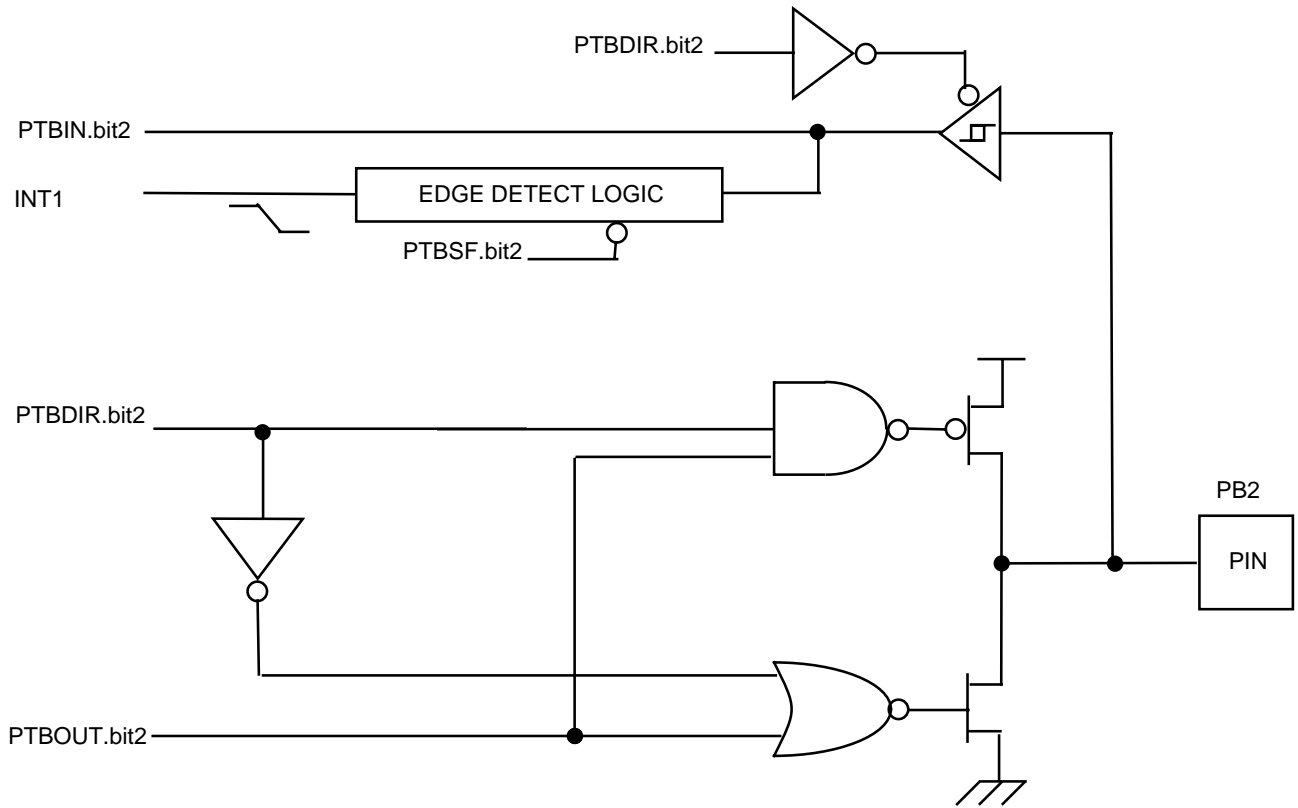 PTBDIR.bit2
PTBIN.bit2
INT1
EDGE DETECT LOGIC
PTBSF.bit2
PTBDIR.bit2
PB2
PIN
PTBOUT.bit2